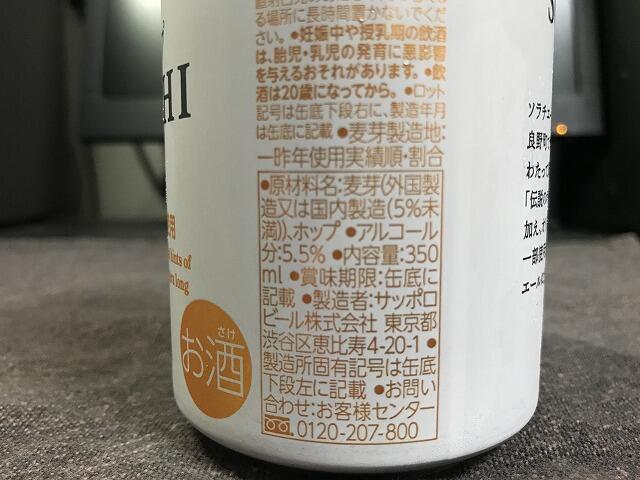 る場所に長時間置かないでくだ
さい。●妊娠中や授乳期の飲酒
は、胎児・乳児の発育に悪影響
を与えるおそれがあります。●飲
酒は20歳になってから。●ロット
記号は缶底下段右に、製造年月
は缶底に記載 ●麦芽製造地:
一昨年使用実績順・割合
●原材料名:麦芽(外国製
造又は国内製造(5%未
満))、ホップ ●アルコール
分:5.5% ●内容量:350
mL ●賞味期限:缶底に
記載 ●製造者:サッポロ
ビール株式会社 東京都
渋谷区恵比寿4-20-1 ●
製造所固有記号は缶底
下段左に記載 ●お問い
合わせ:お客様センター
0120-207-800
HI
用
ints of
long
さけ
お酒
S
ソラチエ
良野町
わたって
「伝説の
加え、オ
一部
エールに